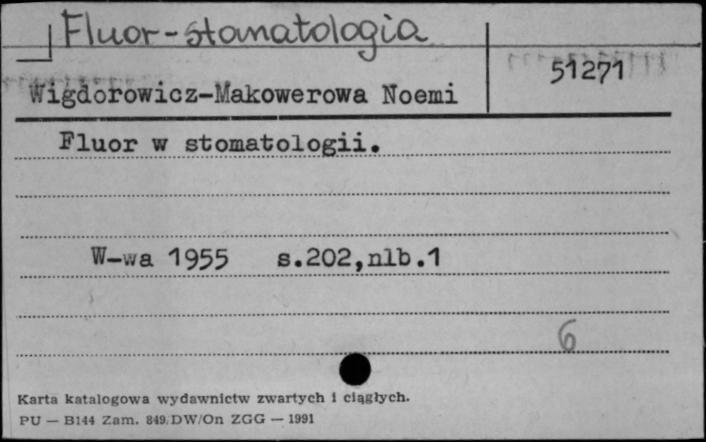 Fluor-stomatologia
51271
Wigdorowicz-Makowerowa Noemi
Fluor w stomatologii.
W-wa 1955 s.202,nlb.1
6
Karta katalogowa wydawnictw zwartych i ciągłych.
PU — B144 Zam. 849/DW/On ZGG — 1991